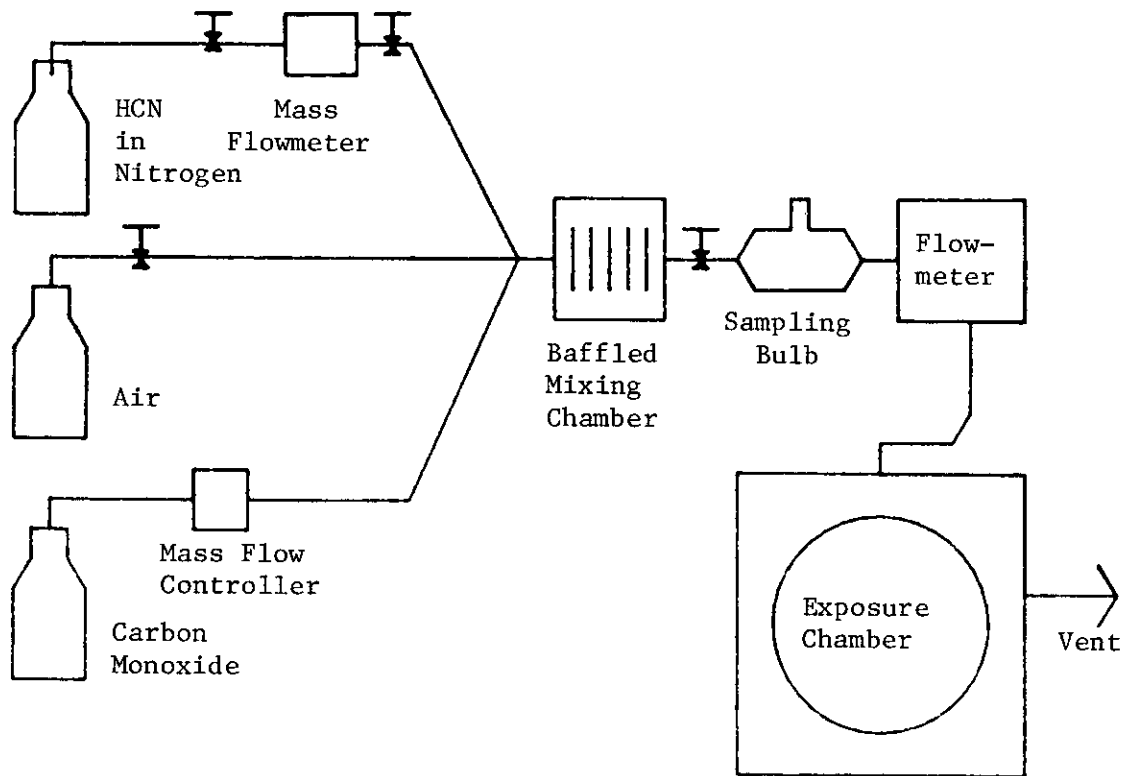 HCN
in
Nitrogen
Mass
Flowmeter
Air
Mass Flow
Controller
Carbon
Monoxide
Baffled
Mixing
Chamber
Sampling
Bulb
Flow-
meter
Exposure
Chamber
Vent